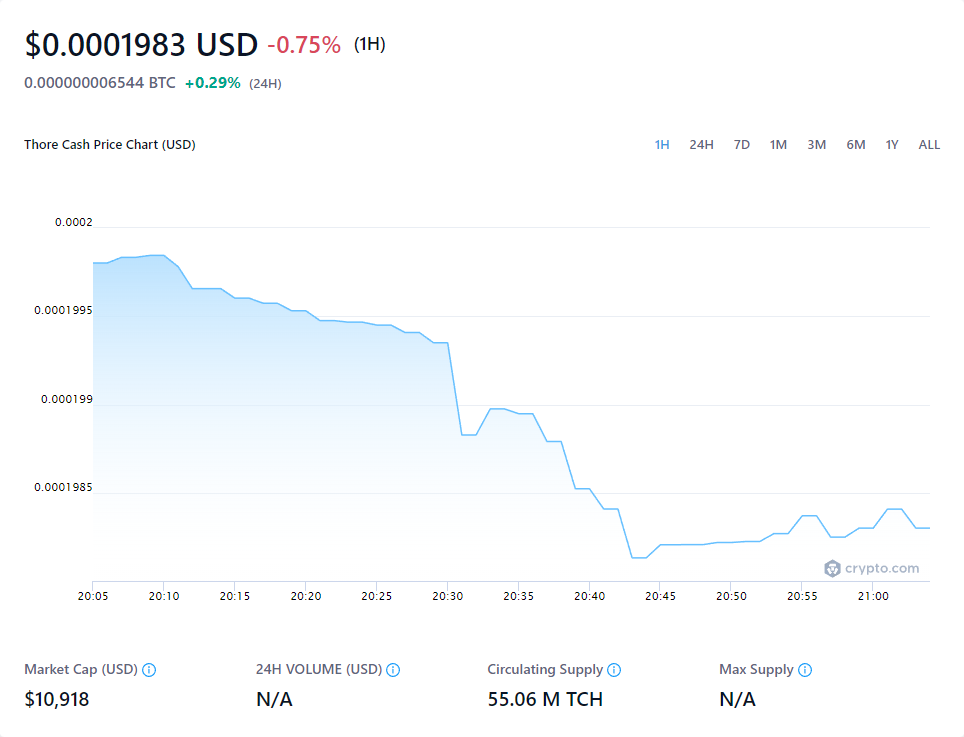 $0.0001983 USD -0.75% (1H)
0.000000006544 BTC +0.29% (24H)
Thore Cash Price Chart (USD)
1H 24H 7D 1M 3M 6M 1Y ALL
0.0002
0.0001995
0.000199
0.0001985
crypto.com
20:05 20:10 20:15 20:20 20:25 20:30 20:35 20:40 20:45 20:50 20:55 21:00
Market Cap (USD) 24H VOLUME (USD) Circulating Supply Max Supply
$10,918 N/A 55.06 M TCH N/A